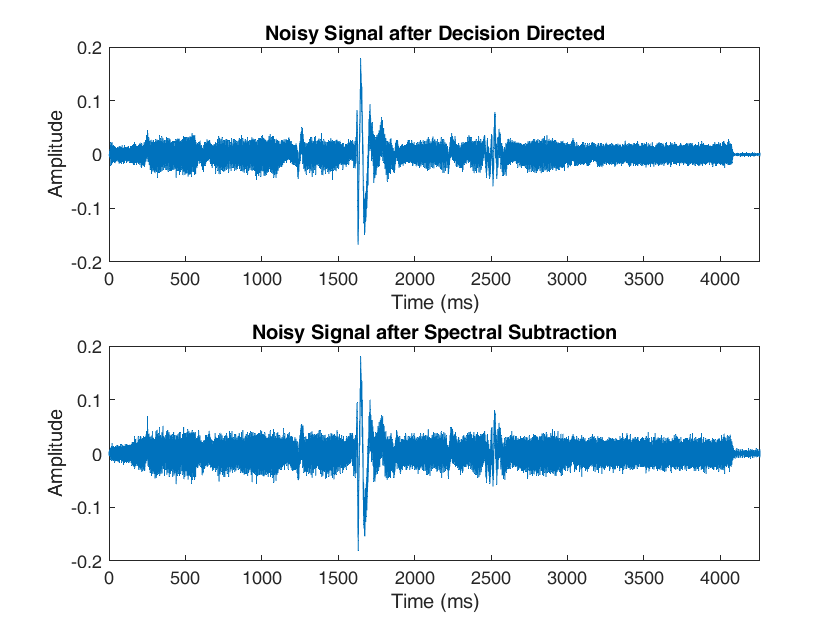 Noisy Signal after Decision Directed
0.2
0.1
0
-0.1
-0.2
Amplitude
0 500 1000 1500 2000 2500 3000 3500 4000
Time (ms)
Noisy Signal after Spectral Subtraction
0.2
0.1
0
-0.1
-0.2
Amplitude
0 500 1000 1500 2000 2500 3000 3500 4000
Time (ms)